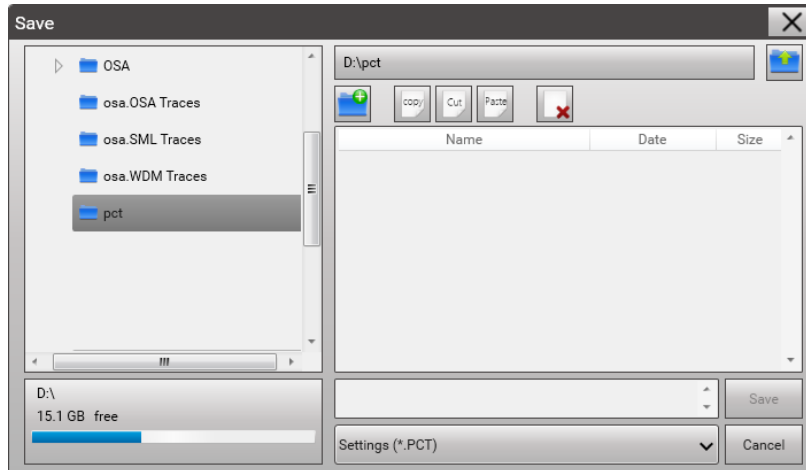 Save
OSA
osa.OSA Traces
osa.SML Traces
osa.WDM Traces
pct
D:\
15.1 GB free
D:\pct
copy Cut Paste
Name Date Size
Save
Settings (*.PCT) Cancel